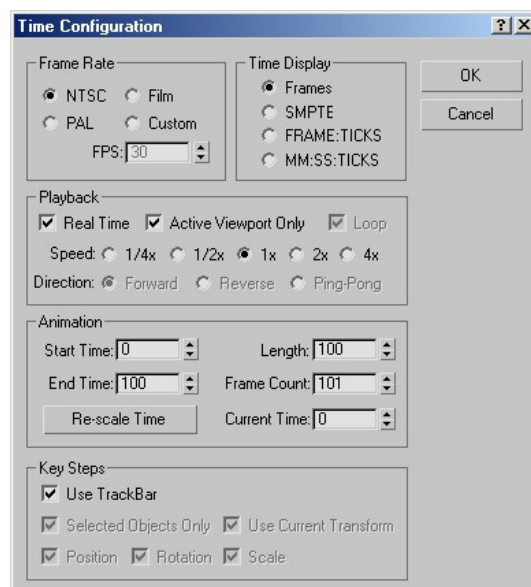 Time Configuration
Frame Rate
NTSC Film
PAL Custom
FPS: 30
Time Display
Frames
SMPTE
FRAME:TICKS
MM:SS:TICKS
OK
Cancel
Playback
Real Time Active Viewport Only Loop
Speed: 1/4x 1/2x 1x 2x 4x
Direction: Forward Reverse Ping-Pong
Animation
Start Time: 0 Length: 100
End Time: 100 Frame Count: 101
Re-scale Time Current Time: 0
Key Steps
Use TrackBar
Selected Objects Only Use Current Transform
Position Rotation Scale